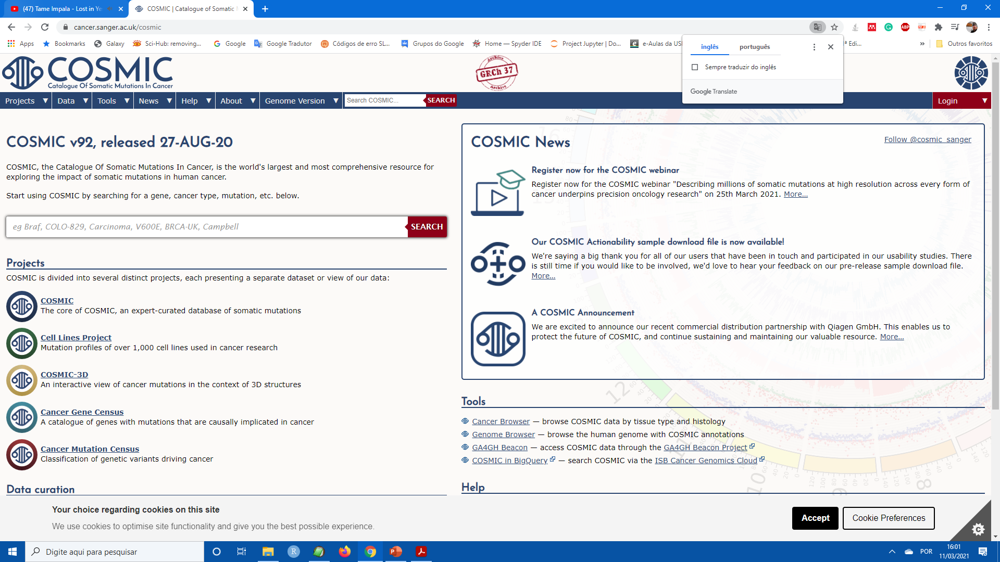 (47) Tame Impala - Lost in Ye
COSMIC | Catalogue of Somatic
cancer.sanger.ac.uk/cosmic
Apps
Bookmarks
Galaxy
Sci-Hub: removing...
Google
Google Tradutor
Códigos de erro SL...
Grupos do Google
Home — Spyder IDE
Project Jupyter | Do...
e-Aulas da US
ª Edi...
»
Outros favoritos
inglês
português
Sempre traduzir do inglês
Google Translate
COSMIC
Catalogue Of Somatic Mutations In Cancer
Archive
GRCh 37
Archive
Projects
Data
Tools
News
Help
About
Genome Version
Search COSMIC...
SEARCH
Login
COSMIC v92, released 27-AUG-20
COSMIC, the Catalogue Of Somatic Mutations In Cancer, is the world's largest and most comprehensive resource for
exploring the impact of somatic mutations in human cancer.
Start using COSMIC by searching for a gene, cancer type, mutation, etc. below.
eg Braf, COLO-829, Carcinoma, V600E, BRCA-UK, Campbell
SEARCH
Projects
COSMIC is divided into several distinct projects, each presenting a separate dataset or view of our data:
COSMIC
The core of COSMIC, an expert-curated database of somatic mutations
Cell Lines Project
Mutation profiles of over 1,000 cell lines used in cancer research
COSMIC-3D
An interactive view of cancer mutations in the context of 3D structures
Cancer Gene Census
A catalogue of genes with mutations that are causally implicated in cancer
Cancer Mutation Census
Classification of genetic variants driving cancer
Data curation
COSMIC News
Follow @cosmic_sanger
Register now for the COSMIC webinar
Register now for the COSMIC webinar "Describing millions of somatic mutations at high resolution across every form of
cancer underpins precision oncology research" on 25th March 2021. More...
Our COSMIC Actionability sample download file is now available!
We're saying a big thank you for all of our users that have been in touch and participated in our usability studies. There
is still time if you would like to be involved, we'd love to hear your feedback on our pre-release sample download file.
More...
A COSMIC Announcement
We are excited to announce our recent commercial distribution partnership with Qiagen GmbH. This enables us to
protect the future of COSMIC, and continue sustaining and maintaining our valuable resource. More...
Tools
Cancer Browser — browse COSMIC data by tissue type and histology
Genome Browser — browse the human genome with COSMIC annotations
GA4GH Beacon — access COSMIC data through the GA4GH Beacon Project
COSMIC in BigQuery — search COSMIC via the ISB Cancer Genomics Cloud
Help
12
11
10
9
8
Your choice regarding cookies on this site
We use cookies to optimise site functionality and give you the best possible experience.
Accept
Cookie Preferences
Digite aqui para pesquisar
POR
16:01
11/03/2021